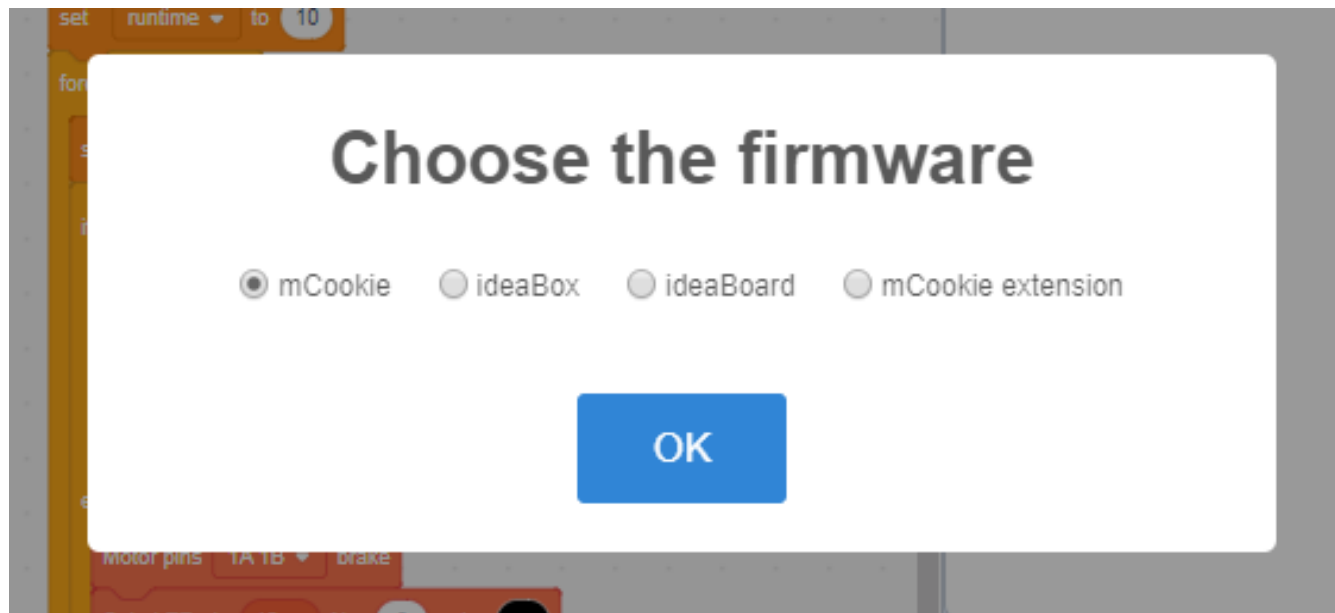 set runtime to 10
Choose the firmware
mCookie ideaBox ideaBoard mCookie extension
OK
Motor pins 1A 1B brake